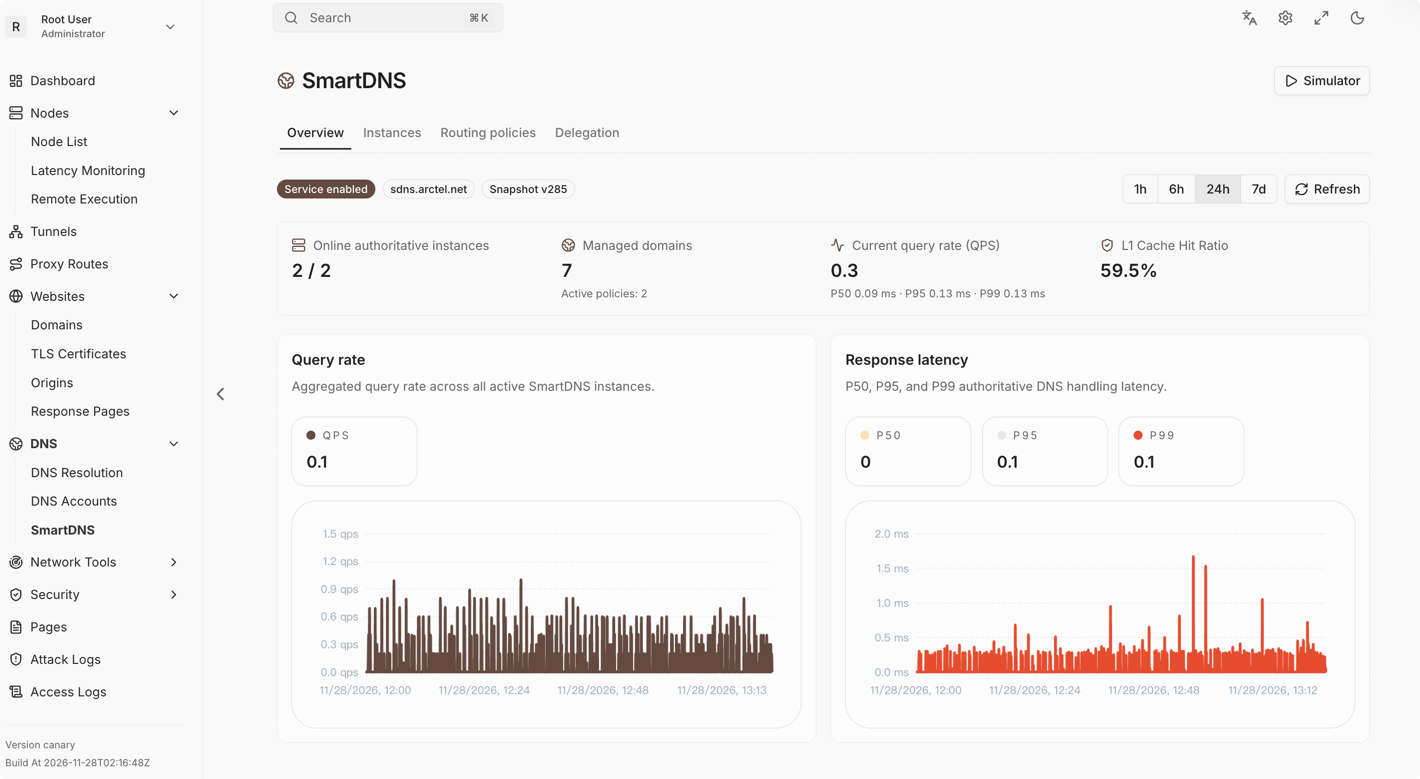 R
Root User
Administrator
Search
⌘ K
Dashboard
Nodes
Node List
Latency Monitoring
Remote Execution
Tunnels
Proxy Routes
Websites
Domains
TLS Certificates
Origins
Response Pages
DNS
DNS Resolution
DNS Accounts
SmartDNS
Network Tools
Security
Pages
Attack Logs
Access Logs
Version canary
Build At 2026-11-28T02:16:48Z
SmartDNS
Simulator
Overview
Instances
Routing policies
Delegation
Service enabled
sdns.arctel.net
Snapshot v285
1h
6h
24h
7d
Refresh
Online authoritative instances
2 / 2
Managed domains
7
Active policies: 2
Current query rate (QPS)
0.3
P50 0.09 ms · P95 0.13 ms · P99 0.13 ms
L1 Cache Hit Ratio
59.5%
Query rate
Aggregated query rate across all active SmartDNS instances.
QPS
0.1
1.5 qps
1.2 qps
0.9 qps
0.6 qps
0.3 qps
0.0 qps
11/28/2026, 12:00
11/28/2026, 12:24
11/28/2026, 12:48
11/28/2026, 13:13
Response latency
P50, P95, and P99 authoritative DNS handling latency.
P50
0
P95
0.1
P99
0.1
2.0 ms
1.5 ms
1.0 ms
0.5 ms
0.0 ms
11/28/2026, 12:00
11/28/2026, 12:24
11/28/2026, 12:48
11/28/2026, 13:12